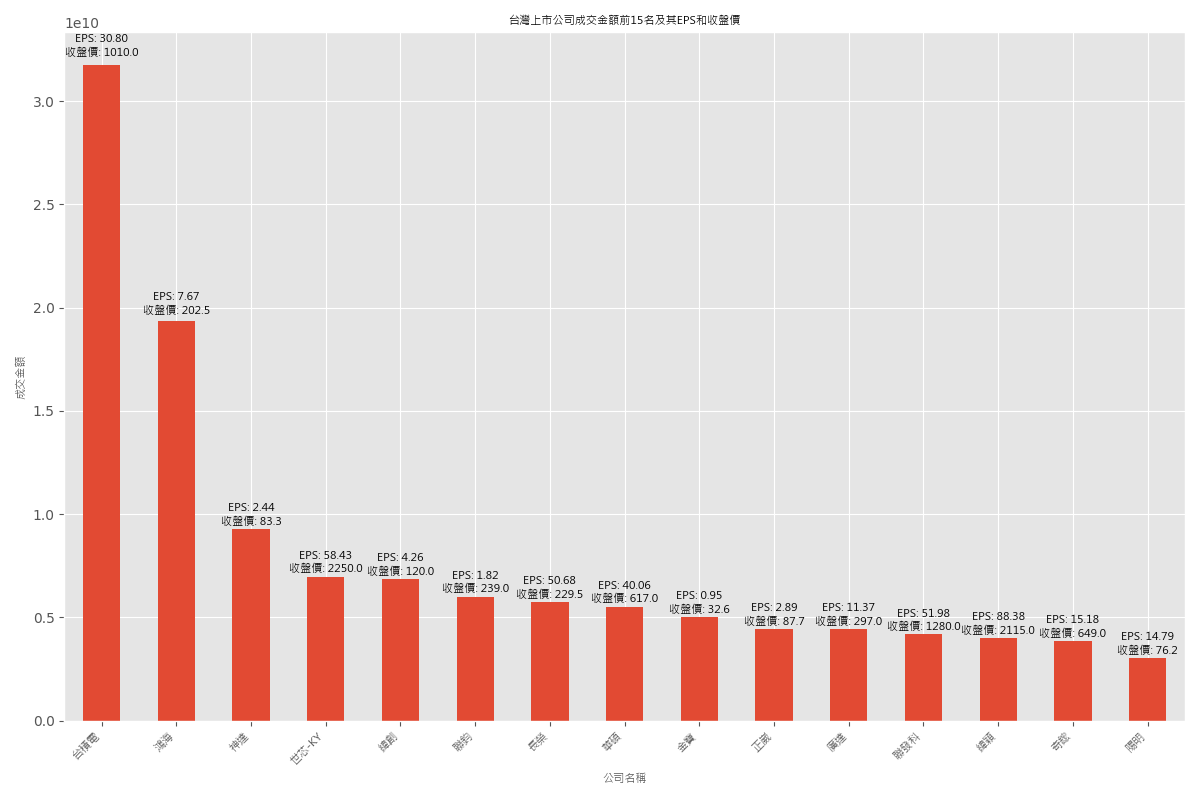 台灣上市公司成交金額前15名及其EPS和收盤價
1e10
EPS: 30.80
收盤價: 1010.0
3.0
2.5
EPS: 7.67
收盤價: 202.5
2.0
1.5
成交金額
EPS: 2.44
收盤價: 83.3
1.0
EPS: 58.43
收盤價: 2250.0
EPS: 4.26
收盤價: 120.0
EPS: 1.82
收盤價: 239.0
EPS: 50.68
收盤價: 229.5
EPS: 40.06
收盤價: 617.0
EPS: 0.95
收盤價: 32.6
EPS: 2.89
收盤價: 87.7
EPS: 11.37
收盤價: 297.0
EPS: 51.98
收盤價: 1280.0
EPS: 88.38
收盤價: 2115.0
EPS: 15.18
收盤價: 649.0
EPS: 14.79
收盤價: 76.2
0.5
0.0
台積電
鴻海
神達
世芯-KY
緯創
聯鈞
長榮
華碩
金寶
正崴
廣達
聯發科
緯穎
奇鋐
陽明
公司名稱